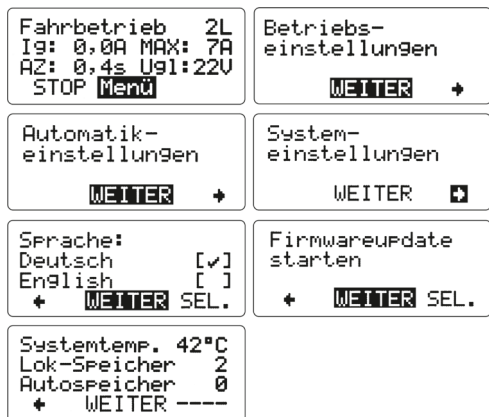 Fahrbetrieb 2L
Ig: 0,0A MAX: 7A
AZ: 0,4s Ugl:22V
STOP Menü
Betriebs-
einstellungen
WEITER →
Automatik-
einstellungen
WEITER →
System-
einstellungen
WEITER →
Sprache:
Deutsch [✓]
English [ ]
← WEITER SEL.
Firmwareupdate
starten
← WEITER SEL.
Systemtemp. 42°C
Lok-Speicher 2
Autospeicher 0
← WEITER ----